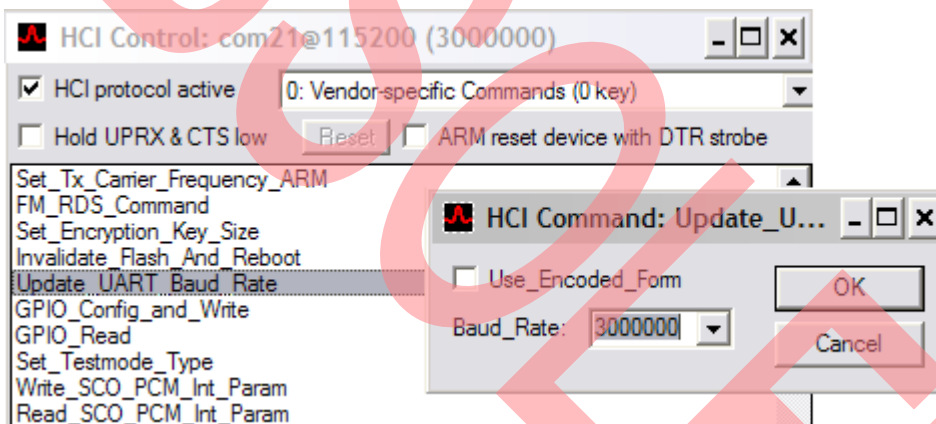 HCI Control: com21@115200 (3000000)
HCI protocol active
0: Vendor-specific Commands (0 key)
Hold UPRX & CTS low
Reset
ARM reset device with DTR strobe
Set_Tx_Carrier_Frequency_ARM
FM_RDS_Command
Set_Encryption_Key_Size
Invalidate_Flash_And_Reboot
Update_UART_Baud_Rate
GPIO_Config_and_Write
GPIO_Read
Set_Testmode_Type
Write_SCO_PCM_Int_Param
Read_SCO_PCM_Int_Param
HCI Command: Update_U...
Use_Encoded_Form
OK
Baud_Rate: 3000000
Cancel